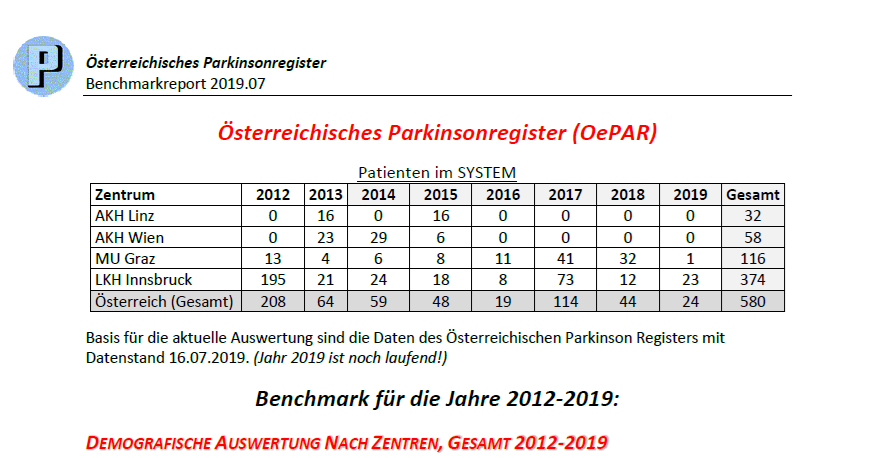 P
Österreichisches Parkinsonregister
Benchmarkreport 2019.07
Österreichisches Parkinsonregister (OePAR)
Patienten im SYSTEM
Zentrum 2012 2013 2014 2015 2016 2017 2018 2019 Gesamt
AKH Linz 0 16 0 16 0 0 0 0 32
AKH Wien 0 23 29 6 0 0 0 0 58
MU Graz 13 4 6 8 11 41 32 1 116
LKH Innsbruck 195 21 24 18 8 73 12 23 374
Österreich (Gesamt) 208 64 59 48 19 114 44 24 580
Basis für die aktuelle Auswertung sind die Daten des Österreichischen Parkinson Registers mit
Datenstand 16.07.2019. (Jahr 2019 ist noch laufend!)
Benchmark für die Jahre 2012-2019:
DEMOGRAFISCHE AUSWERTUNG NACH ZENTREN, GESAMT 2012-2019